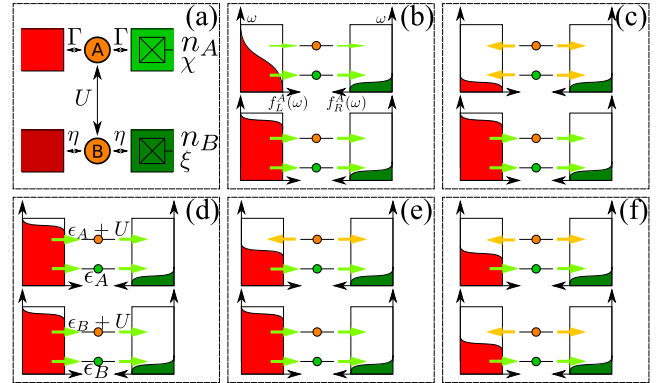 (a)
Γ Γ
A
n_A
χ
U
η η
B
n_B
ξ
(b)
ω ω
f_L^A(ω) f_R^A(ω)
(c)
(d)
ϵ_A + U
ϵ_A
ϵ_B + U
ϵ_B
(e)
(f)